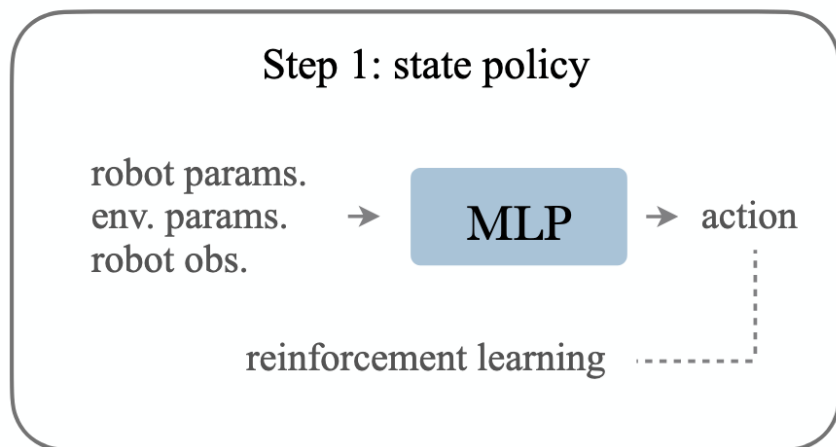 Step 1: state policy
robot params.
env. params.
robot obs.
MLP
action
reinforcement learning